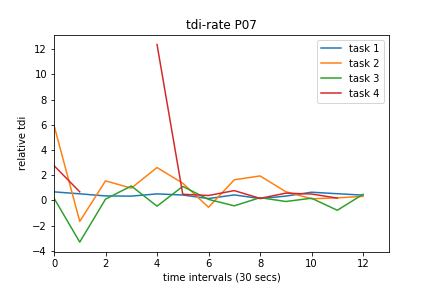 tdi-rate P07
task 1
task 2
task 3
task 4
relative tdi
12
10
8
6
4
2
0
−2
−4
0 2 4 6 8 10 12
time intervals (30 secs)